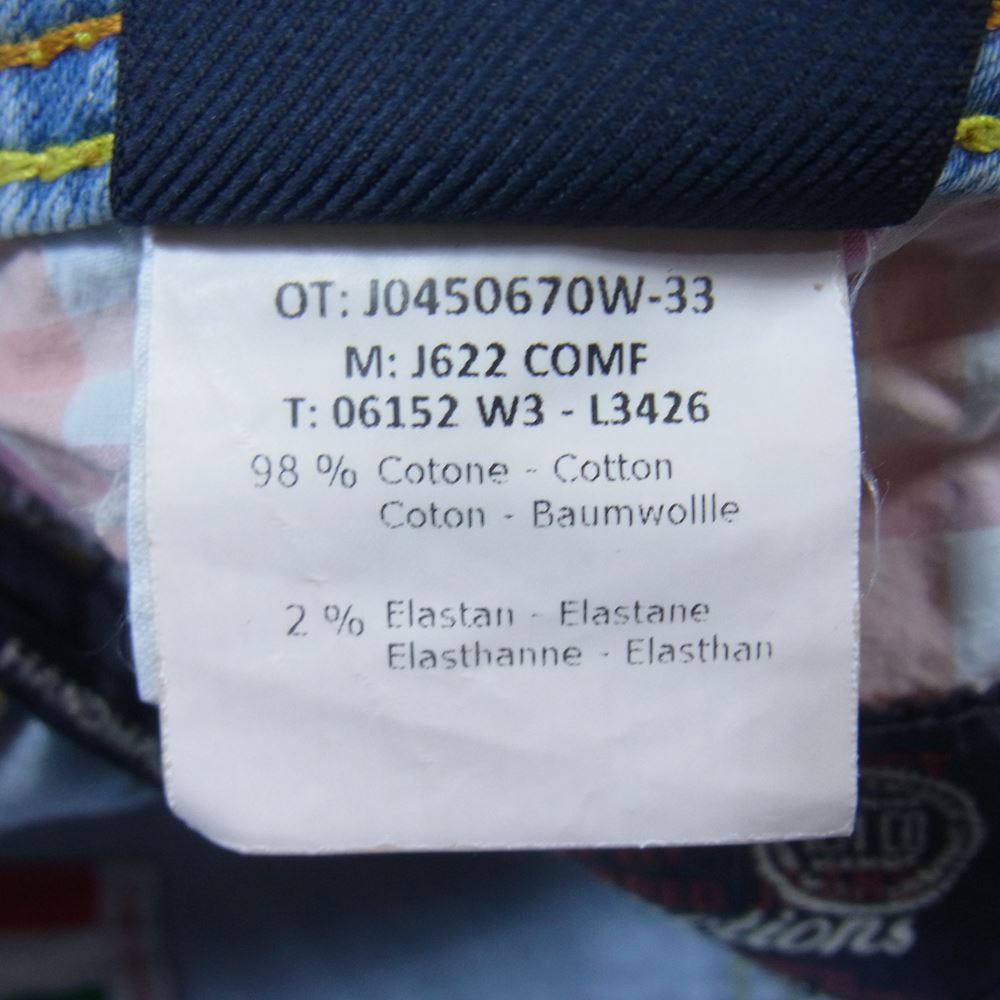 OT: J0450670W-33
M: J622 COMF
T: 06152 W3 - L3426
98 % Cotone - Cotton
Coton - Baumwollle
2 % Elastan - Elastane
Elasthanne - Elasthan